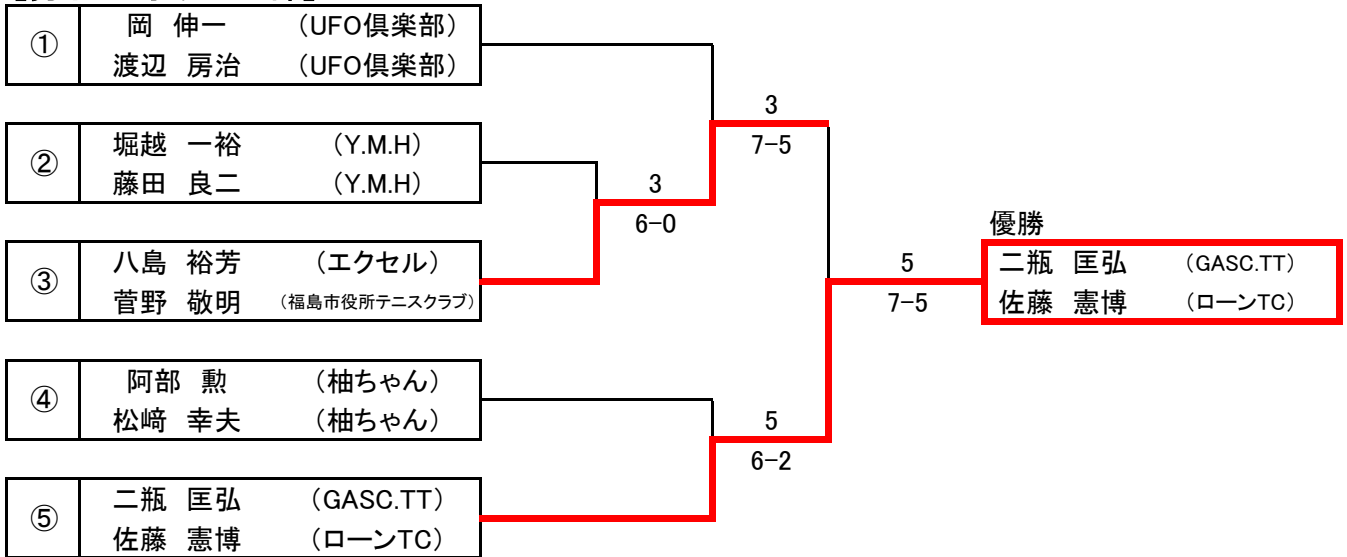 ① 岡 伸一 (UFO倶楽部)
渡辺 房治 (UFO倶楽部)
② 堀越 一裕 (Y.M.H)
藤田 良二 (Y.M.H)
③ 八島 裕芳 (エクセル)
菅野 敬明 (福島市役所テニスクラブ)
④ 阿部 勲 (柚ちゃん)
松﨑 幸夫 (柚ちゃん)
⑤ 二瓶 匡弘 (GASC.TT)
佐藤 憲博 (ローンTC)
3
6-0
3
7-5
5
6-2
5
7-5
優勝
二瓶 匡弘 (GASC.TT)
佐藤 憲博 (ローンTC)